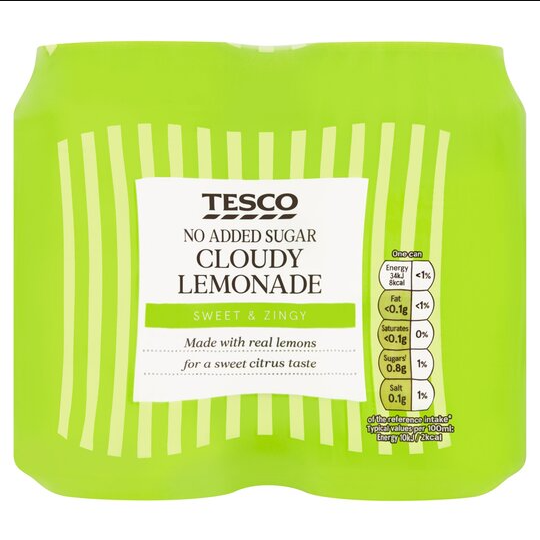 TESCO
NO ADDED SUGAR
CLOUDY
LEMONADE
SWEET & ZINGY
Made with real lemons
for a sweet citrus taste
One can
Energy
34kJ
8kcal
<1%
Fat
<0.1g
<1%
Saturates
<0.1g
0%
Sugars
0.8g
1%
Salt
0.1g
1%
of the reference intake*
Typical values per 100ml:
Energy 10kJ / 2kcal